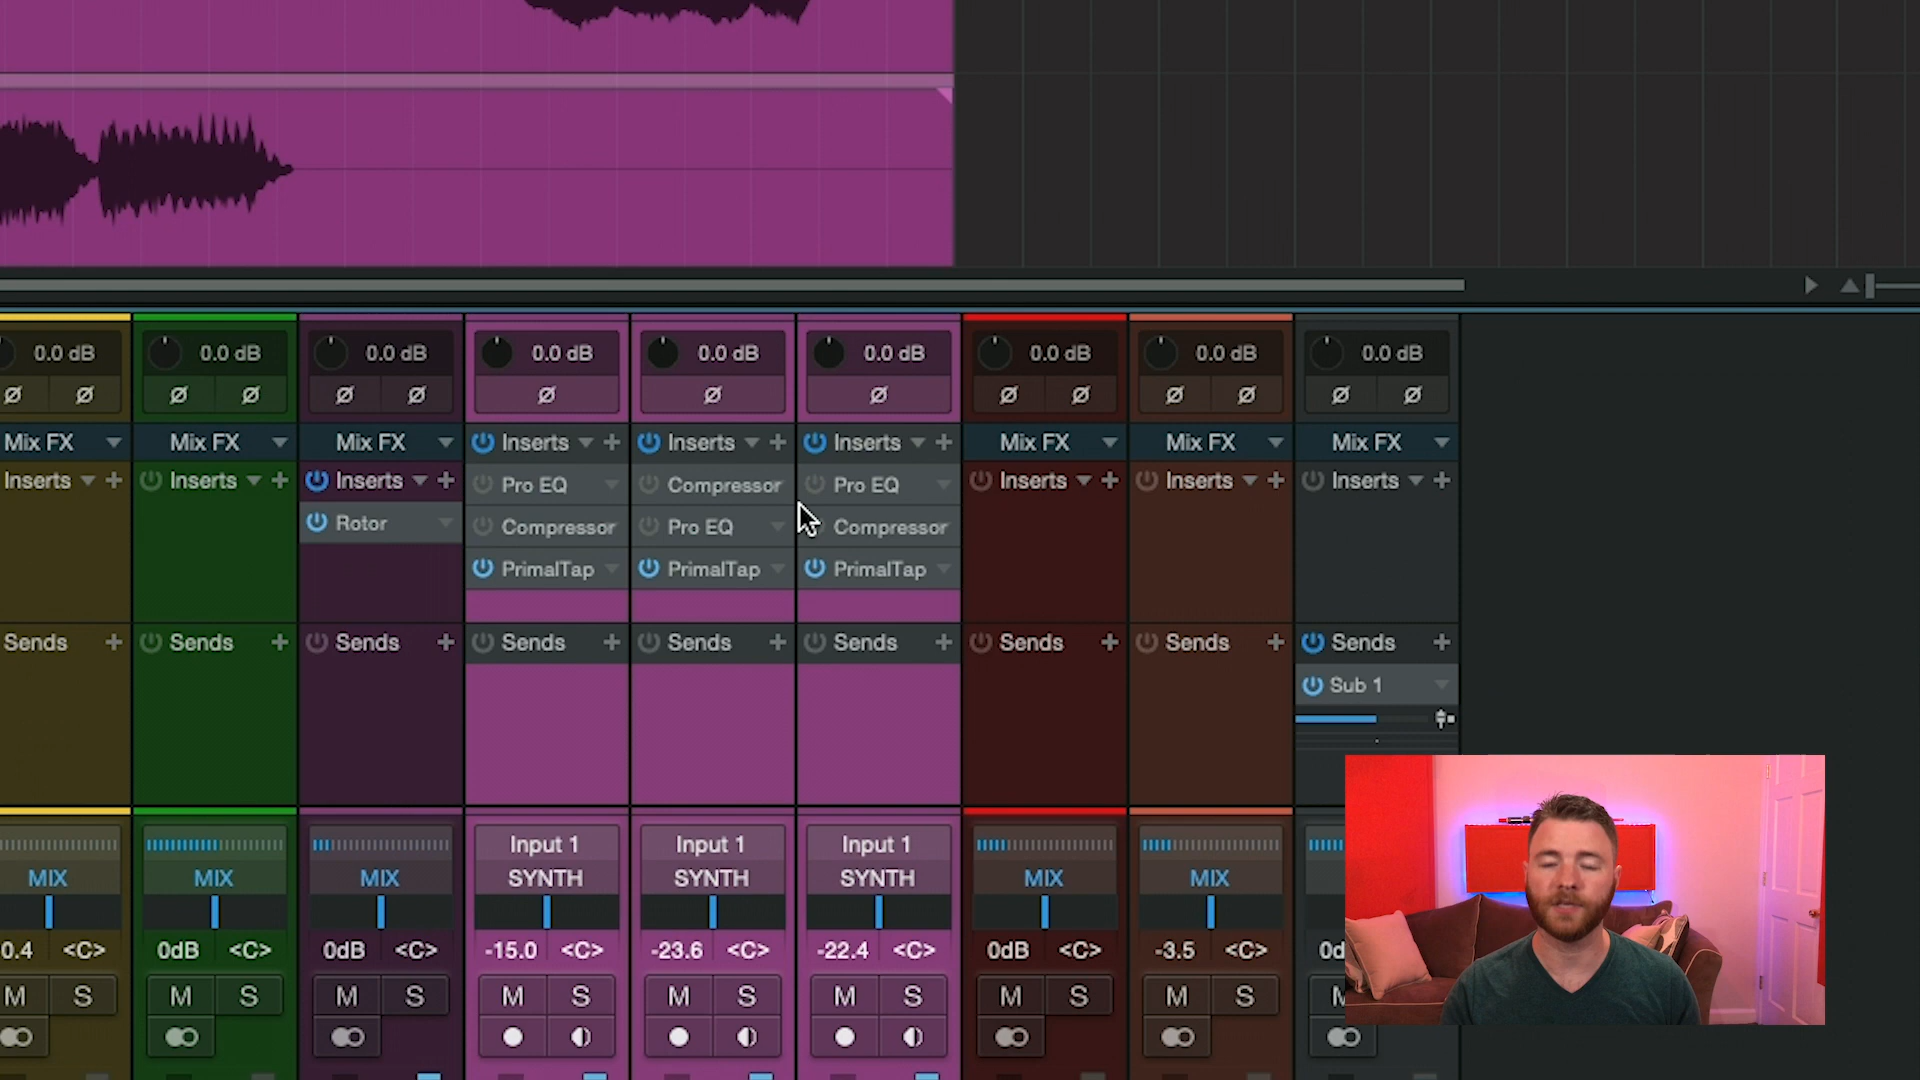 0.0 dB 0.0 dB 0.0 dB 0.0 dB 0.0 dB 0.0 dB 0.0 dB 0.0 dB 0.0 dB
Ø Ø Ø Ø Ø Ø Ø Ø Ø Ø Ø Ø Ø Ø Ø
Mix FX Mix FX Mix FX Inserts + Inserts + Inserts + Mix FX Mix FX Mix FX
Inserts + Inserts + Inserts + Pro EQ Compressor Pro EQ Inserts + Inserts + Inserts +
Rotor Compressor Pro EQ Compressor
PrimalTap PrimalTap PrimalTap
Sends + Sends + Sends + Sends + Sends + Sends + Sends + Sends + Sends +
Sub 1
Input 1 Input 1 Input 1
MIX MIX MIX SYNTH SYNTH SYNTH MIX MIX
0.4 <C> 0dB <C> 0dB <C> -15.0 <C> -23.6 <C> -22.4 <C> 0dB <C> -3.5 <C> 0d
M S M S M S M S M S M S M S M S M